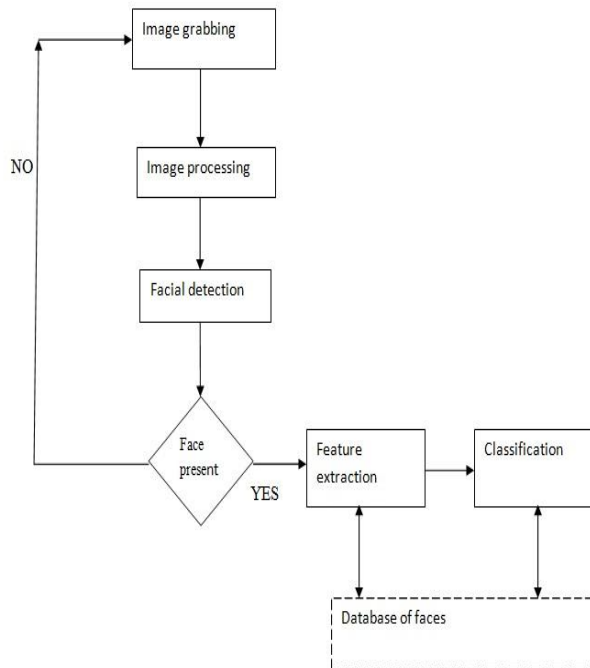 Image grabbing
NO
Image processing
Facial detection
Face
present
YES
Feature
extraction
Classification
Database of faces